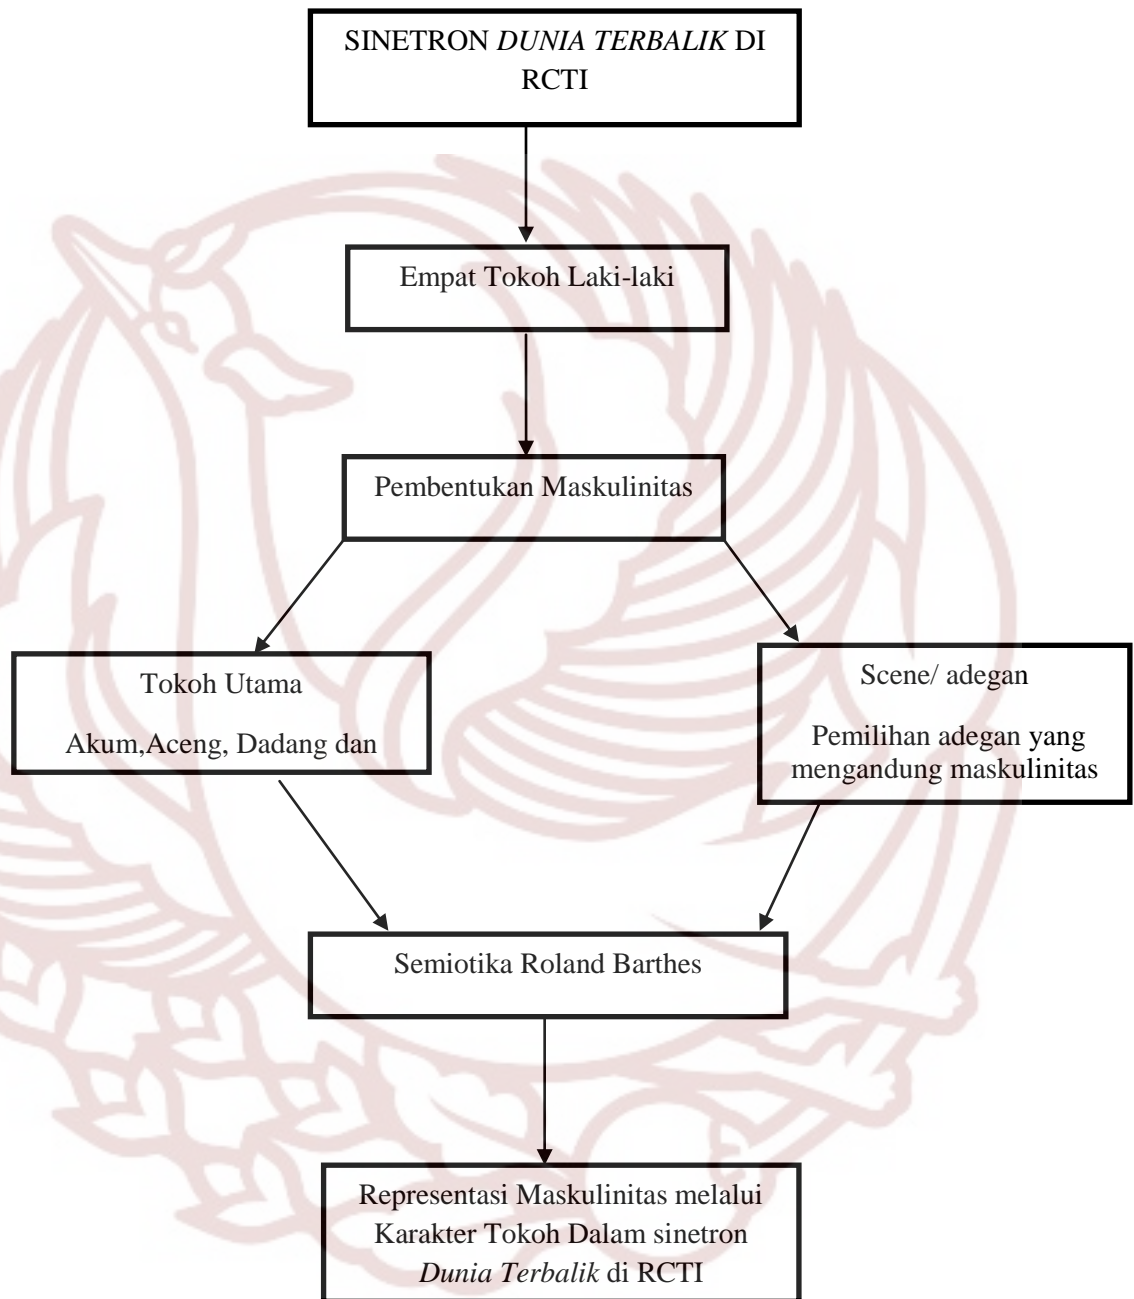 SINETRON DUNIA TERBALIK DI
RCTI
Empat Tokoh Laki-laki
Pembentukan Maskulinitas
Tokoh Utama
Akum,Aceng, Dadang dan
Scene/ adegan
Pemilihan adegan yang
mengandung maskulinitas
Semiotika Roland Barthes
Representasi Maskulinitas melalui
Karakter Tokoh Dalam sinetron
Dunia Terbalik di RCTI